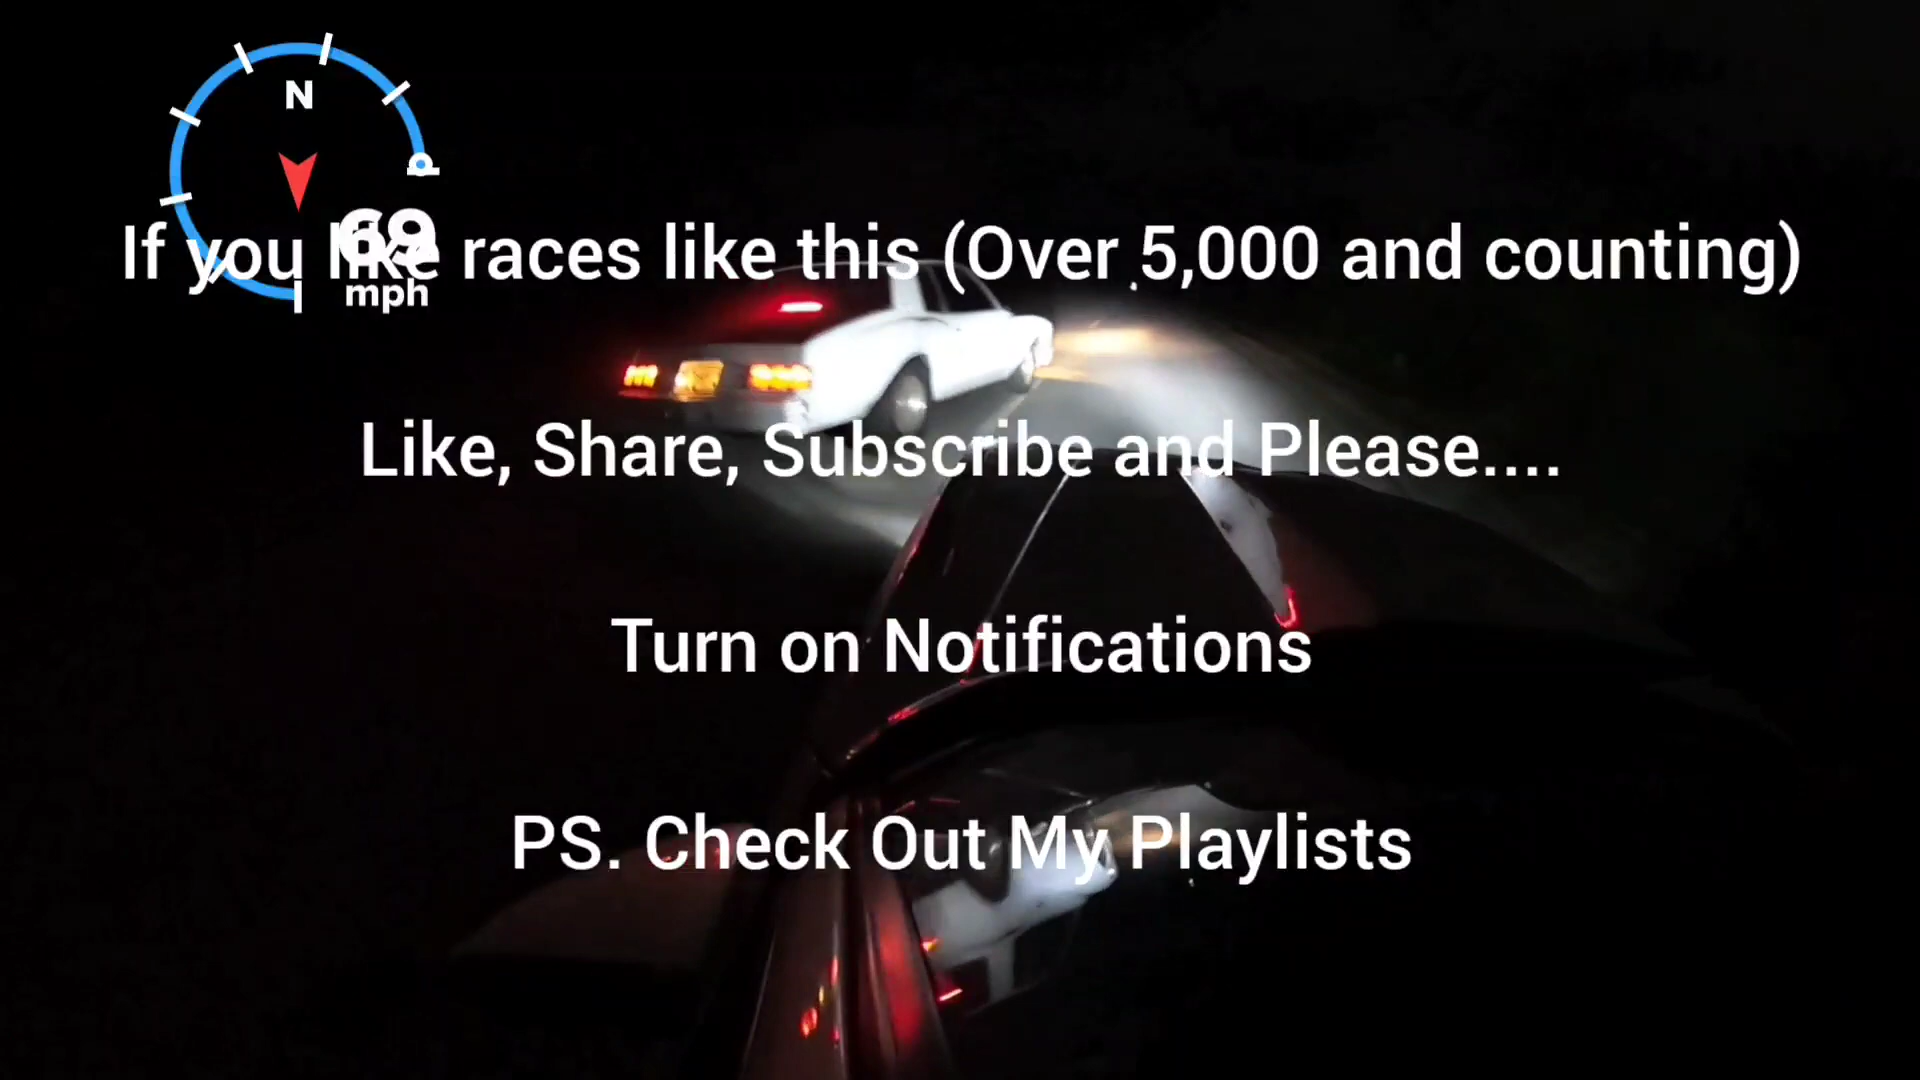 N
69
mph
If you like races like this (Over 5,000 and counting)
Like, Share, Subscribe and Please....
Turn on Notifications
PS. Check Out My Playlists